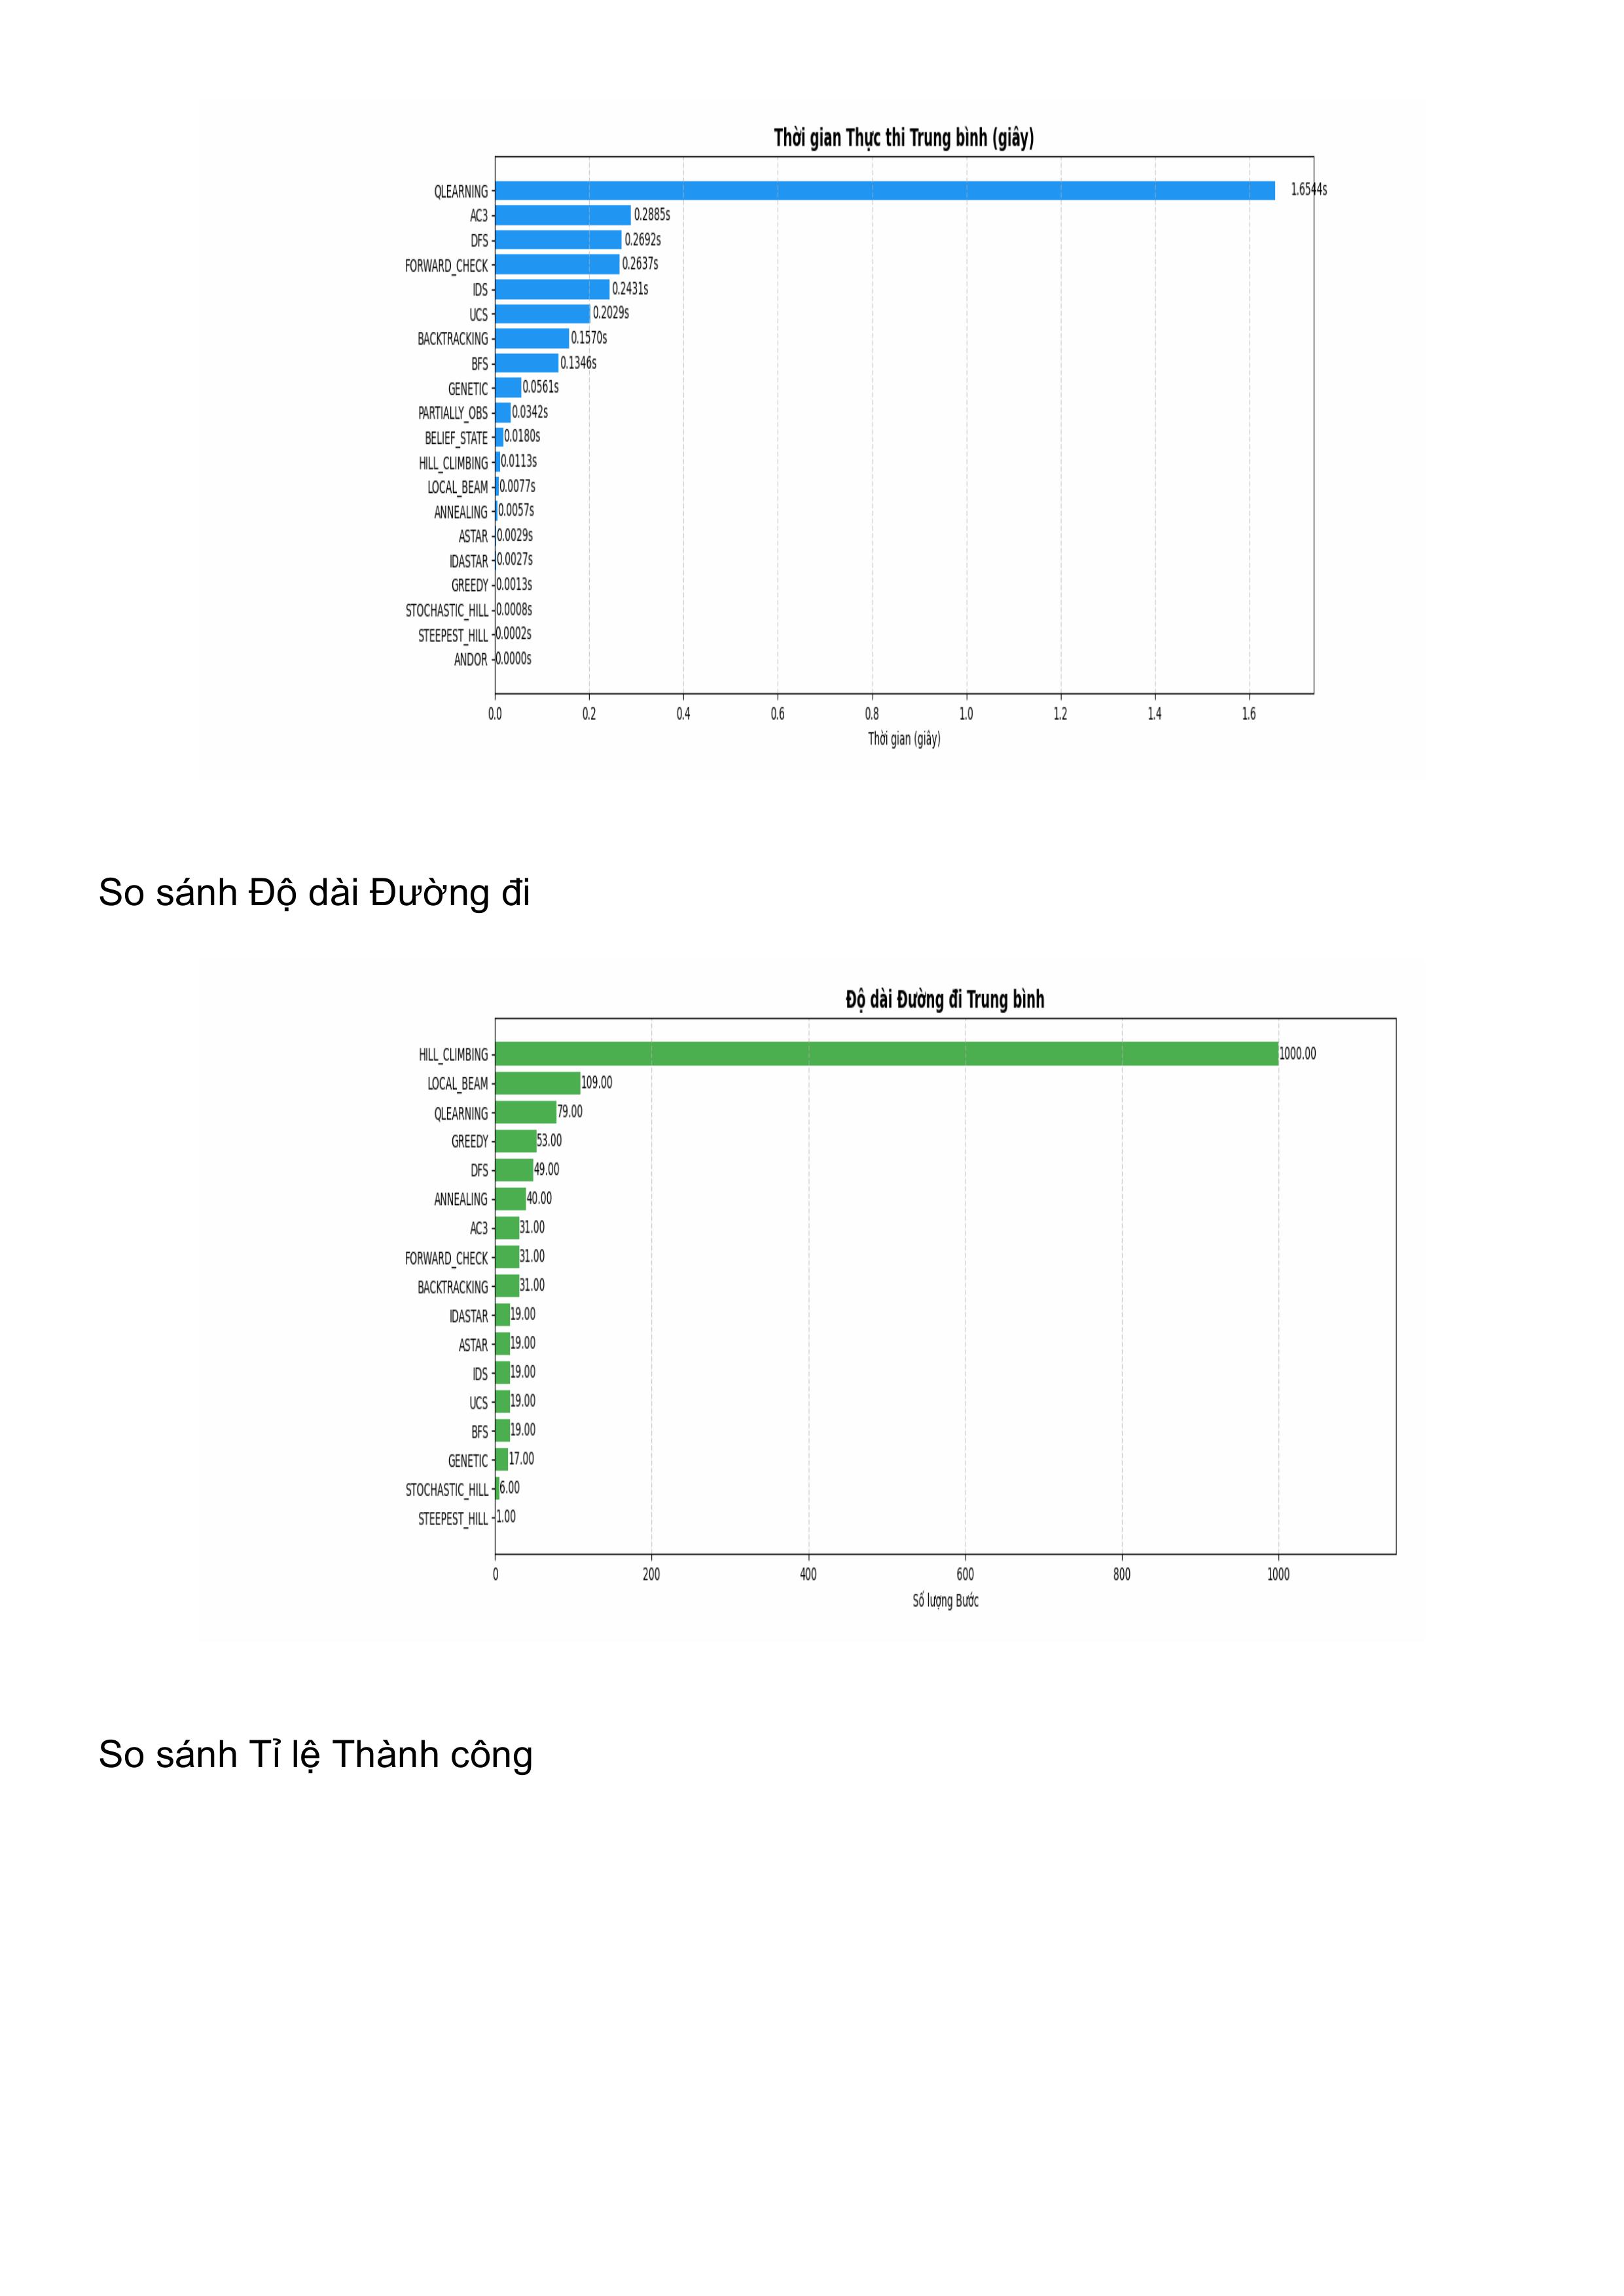 Thời gian Thực thi Trung bình (giây)
QLEARNING 1.6544s
AC3 0.2885s
DFS 0.2692s
FORWARD_CHECK 0.2637s
IDS 0.2431s
UCS 0.2029s
BACKTRACKING 0.1570s
BFS 0.1346s
GENETIC 0.0561s
PARTIALLY_OBS 0.0342s
BELIEF_STATE 0.0180s
HILL_CLIMBING 0.0113s
LOCAL_BEAM 0.0077s
ANNEALING 0.0057s
ASTAR 0.0029s
IDASTAR 0.0027s
GREEDY 0.0013s
STOCHASTIC_HILL 0.0008s
STEEPEST_HILL 0.0002s
ANDOR 0.0000s
0.0 0.2 0.4 0.6 0.8 1.0 1.2 1.4 1.6
Thời gian (giây)
So sánh Độ dài Đường đi
Độ dài Đường đi Trung bình
HILL_CLIMBING 1000.00
LOCAL_BEAM 109.00
QLEARNING 79.00
GREEDY 53.00
DFS 49.00
ANNEALING 40.00
AC3 31.00
FORWARD_CHECK 31.00
BACKTRACKING 31.00
IDASTAR 19.00
ASTAR 19.00
IDS 19.00
UCS 19.00
BFS 19.00
GENETIC 17.00
STOCHASTIC_HILL 6.00
STEEPEST_HILL 1.00
0 200 400 600 800 1000
Số lượng Bước
So sánh Tỉ lệ Thành công